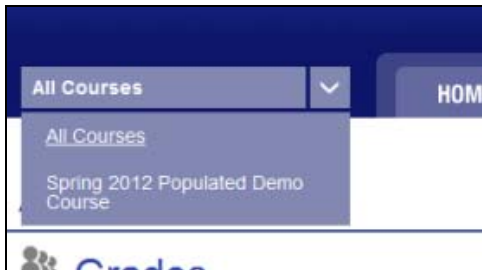 All Courses
HOM
All Courses
Spring 2012 Populated Demo
Course
Grades